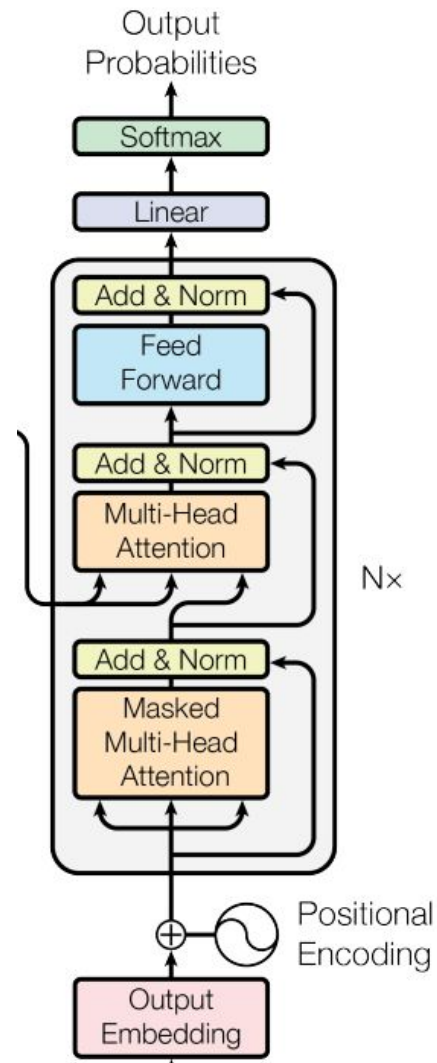 Output
Probabilities
Softmax
Linear
Add & Norm
Feed
Forward
Add & Norm
Multi-Head
Attention
N×
Add & Norm
Masked
Multi-Head
Attention
Positional
Encoding
Output
Embedding